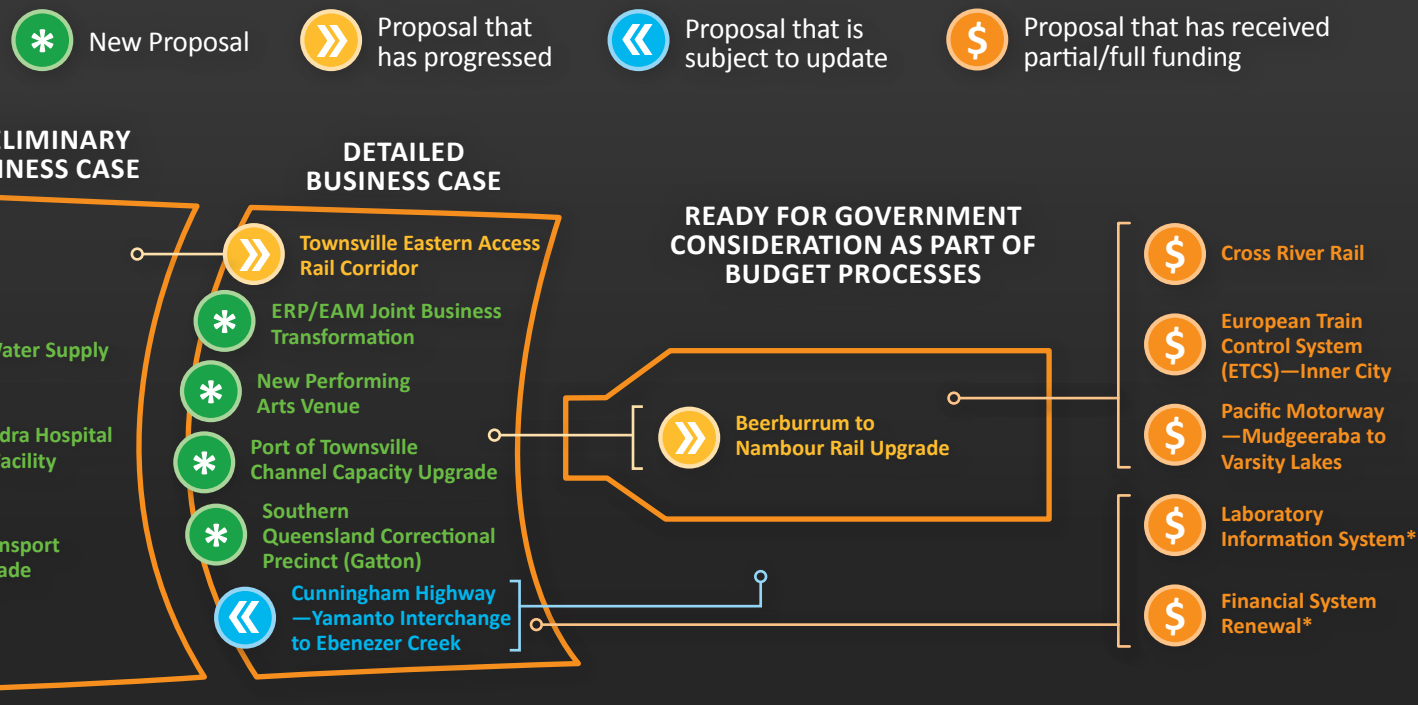 New Proposal
Proposal that
has progressed
Proposal that is
subject to update
Proposal that has received
partial/full funding
CASE
Supply
Hospital
DETAILED
BUSINESS CASE
Townsville Eastern Access
Rail Corridor
ERP/EAM Joint Business
Transformation
New Performing
Arts Venue
Port of Townsville
Channel Capacity Upgrade
Southern
Queensland Correctional
Precinct (Gatton)
Cunningham Highway
—Yamanto Interchange
to Ebenezer Creek
READY FOR GOVERNMENT
CONSIDERATION AS PART OF
BUDGET PROCESSES
Beerburrum to
Nambour Rail Upgrade
$ Cross River Rail
$ European Train
Control System
(ETCS)—Inner City
$ Pacific Motorway
—Mudgeeraba to
Varsity Lakes
$ Laboratory
Information System*
$ Financial System
Renewal*